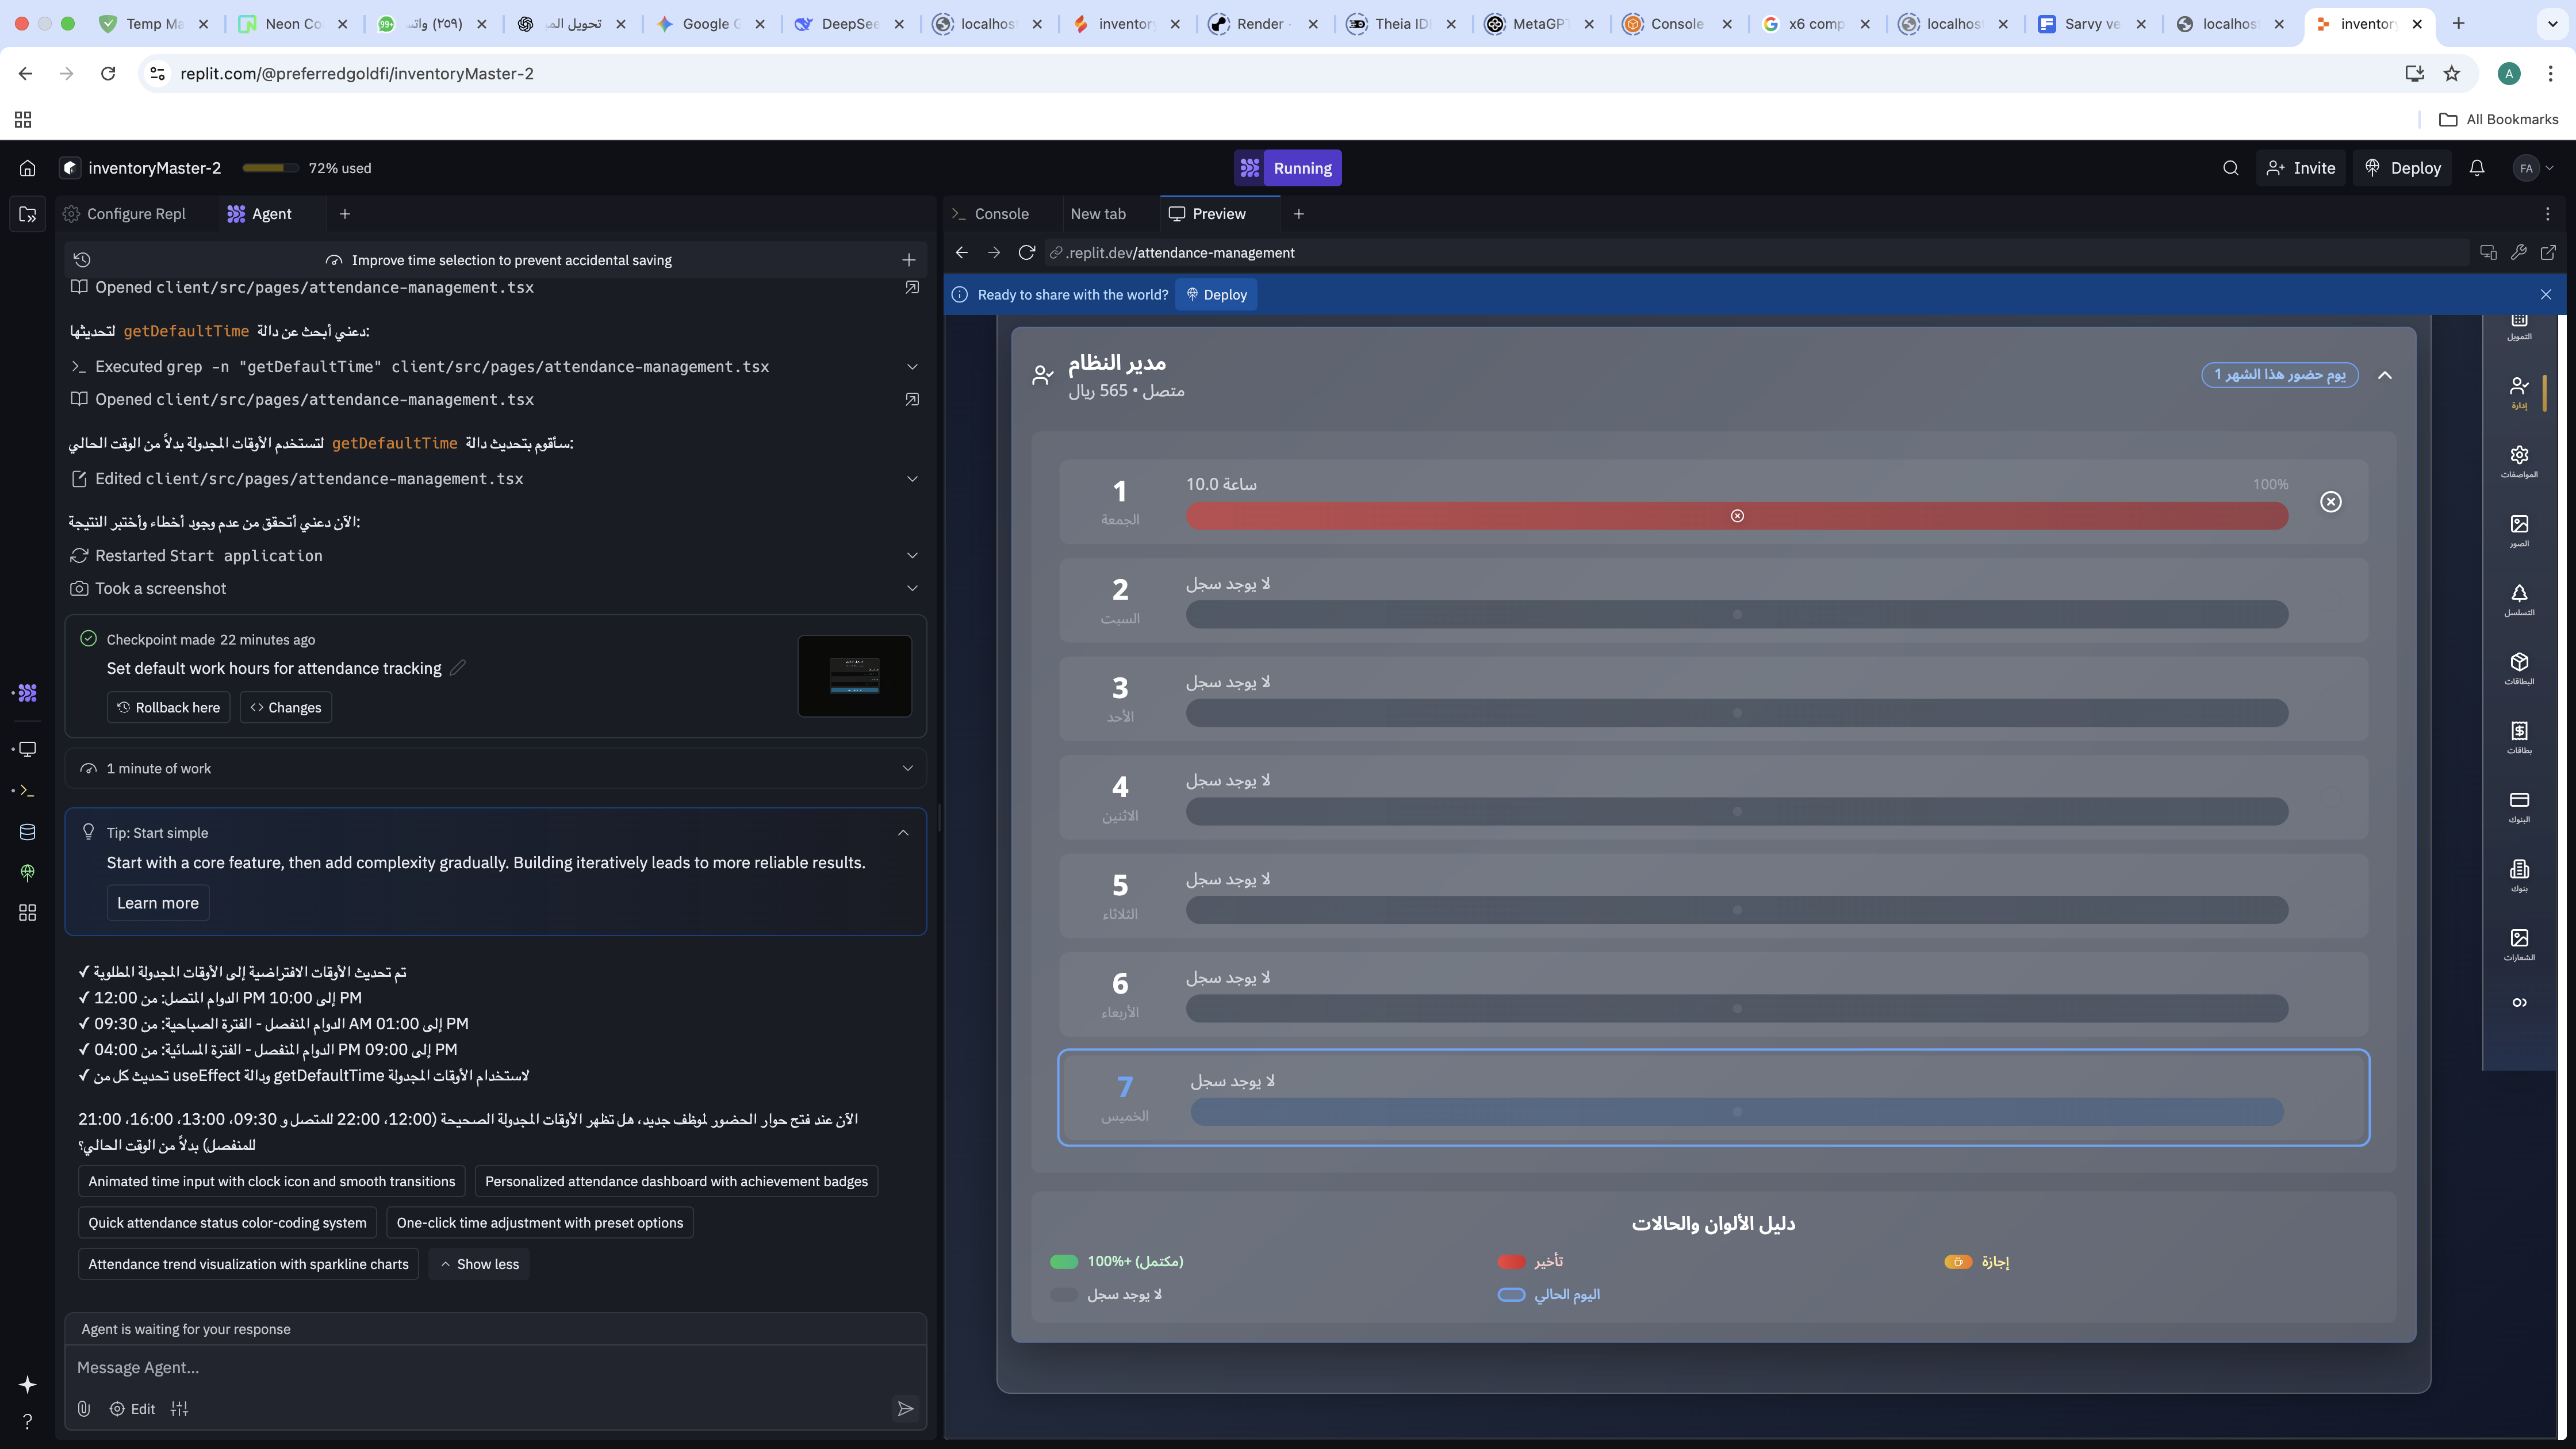 Temp Ma
Neon Co
(٢٥٩) واتس
تحويل المر
Google G
DeepSee
localhos
inventory
Render -
Theia IDE
MetaGPT
Console
x6 comp
localhos
Sarvy ve
localhos
inventory
replit.com/@preferredgoldfi/inventoryMaster-2
A
All Bookmarks
inventoryMaster-2
72% used
Running
Invite
Deploy
FA
Configure Repl
Agent
Console
New tab
Preview
Improve time selection to prevent accidental saving
Opened client/src/pages/attendance-management.tsx
دعني أبحث عن دالة getDefaultTime لتحديثها:
Executed grep -n "getDefaultTime" client/src/pages/attendance-management.tsx
Opened client/src/pages/attendance-management.tsx
سأقوم بتحديث دالة getDefaultTime لتستخدم الأوقات المجدولة بدلاً من الوقت الحالي:
Edited client/src/pages/attendance-management.tsx
الآن دعني أتحقق من عدم وجود أخطاء وأختبر النتيجة:
Restarted Start application
Took a screenshot
Checkpoint made 22 minutes ago
Set default work hours for attendance tracking
Rollback here
Changes
1 minute of work
Tip: Start simple
Start with a core feature, then add complexity gradually. Building iteratively leads to more reliable results.
Learn more
✓ تم تحديث الأوقات الافتراضية إلى الأوقات المجدولة المطلوبة
✓ الدوام المتصل: من 12:00 PM إلى 10:00 PM
✓ الدوام المنفصل - الفترة الصباحية: من 09:30 AM إلى 01:00 PM
✓ الدوام المنفصل - الفترة المسائية: من 04:00 PM إلى 09:00 PM
✓ تحديث كل من useEffect ودالة getDefaultTime لاستخدام الأوقات المجدولة
الآن عند فتح حوار الحضور لموظف جديد، هل تظهر الأوقات المجدولة الصحيحة (12:00، 22:00 للمتصل و 09:30، 13:00، 16:00، 21:00
للمنفصل) بدلاً من الوقت الحالي؟
Animated time input with clock icon and smooth transitions
Personalized attendance dashboard with achievement badges
Quick attendance status color-coding system
One-click time adjustment with preset options
Attendance trend visualization with sparkline charts
Show less
Agent is waiting for your response
Message Agent...
Edit
.replit.dev/attendance-management
Ready to share with the world?
Deploy
مدير النظام
متصل • 565 ريال
يوم حضور هذا الشهر 1
1
الجمعة
ساعة 10.0
100%
2
السبت
لا يوجد سجل
3
الأحد
لا يوجد سجل
4
الاثنين
لا يوجد سجل
5
الثلاثاء
لا يوجد سجل
6
الأربعاء
لا يوجد سجل
7
الخميس
لا يوجد سجل
دليل الألوان والحالات
100%+ (مكتمل)
تأخير
إجازة
لا يوجد سجل
اليوم الحالي
التمويل
إدارة
المواصفات
الصور
التسلسل
البطاقات
بطاقات
البنوك
بنوك
الشعارات